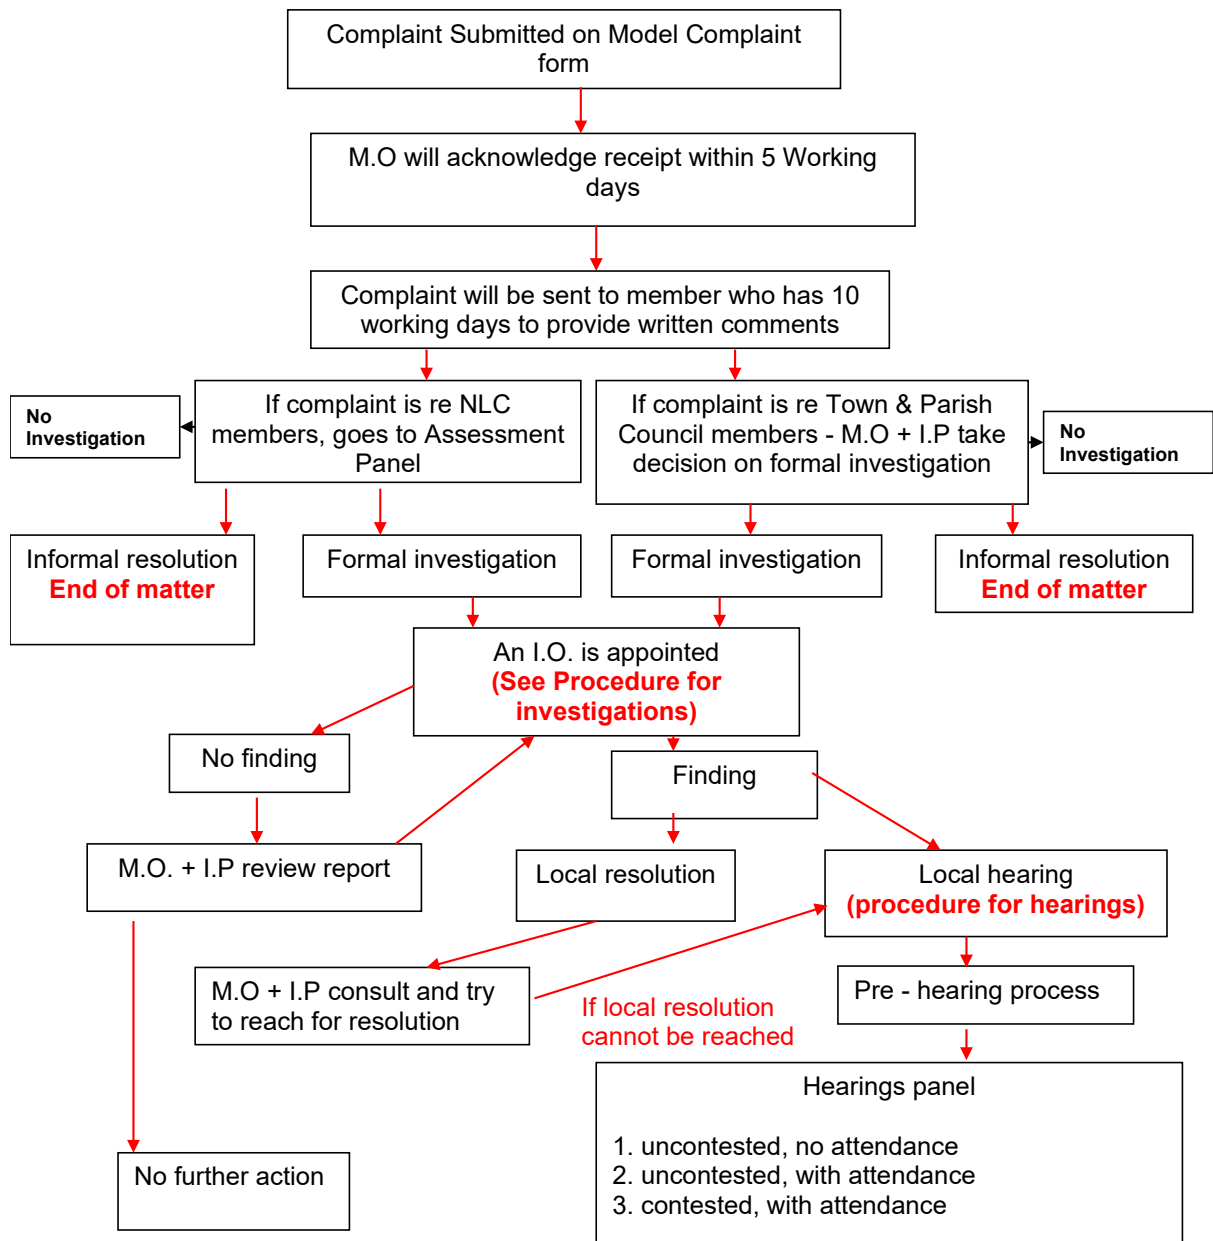 Complaint Submitted on Model Complaint
form
M.O will acknowledge receipt within 5 Working
days
Complaint will be sent to member who has 10
working days to provide written comments
No
Investigation
If complaint is re NLC
members, goes to Assessment
Panel
If complaint is re Town & Parish
Council members - M.O + I.P take
decision on formal investigation
No
Investigation
Informal resolution
End of matter
Formal investigation
Formal investigation
Informal resolution
End of matter
An I.O. is appointed
(See Procedure for
investigations)
No finding
Finding
M.O. + I.P review report
Local resolution
Local hearing
(procedure for hearings)
M.O + I.P consult and try
to reach for resolution
If local resolution
cannot be reached
Pre - hearing process
Hearings panel
1. uncontested, no attendance
2. uncontested, with attendance
3. contested, with attendance
No further action